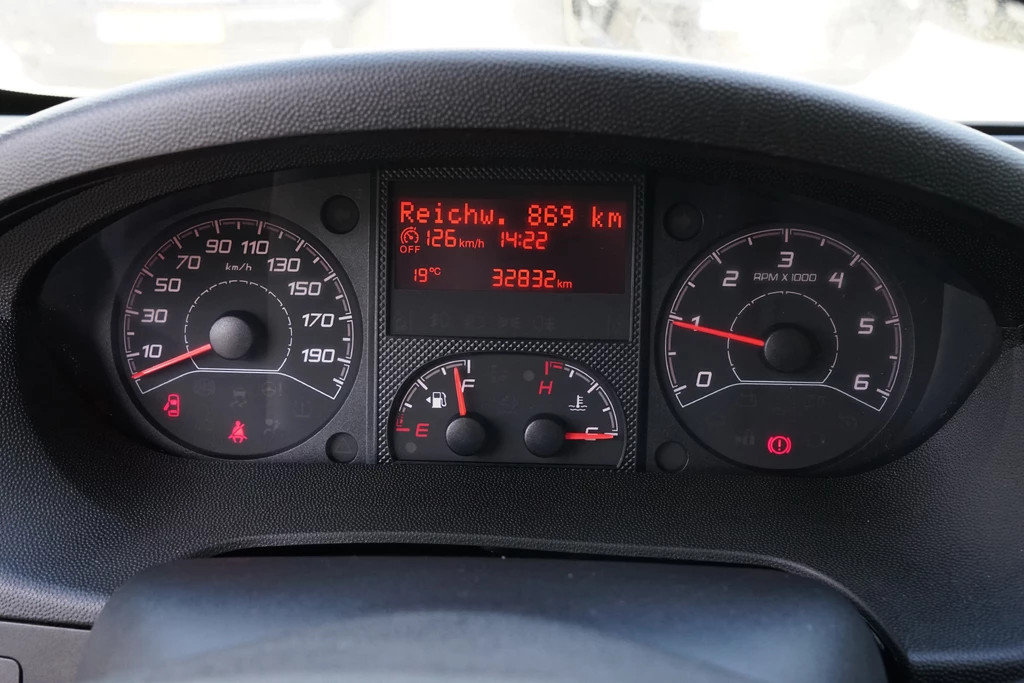 Reichw. 869 km
OFF 126 km/h 14:22
19°C 32832 km
90 110
70 130
km/h
50 150
30 170
10 190
3
2 4
RPM X 1000
1 5
0 6
F H
E C